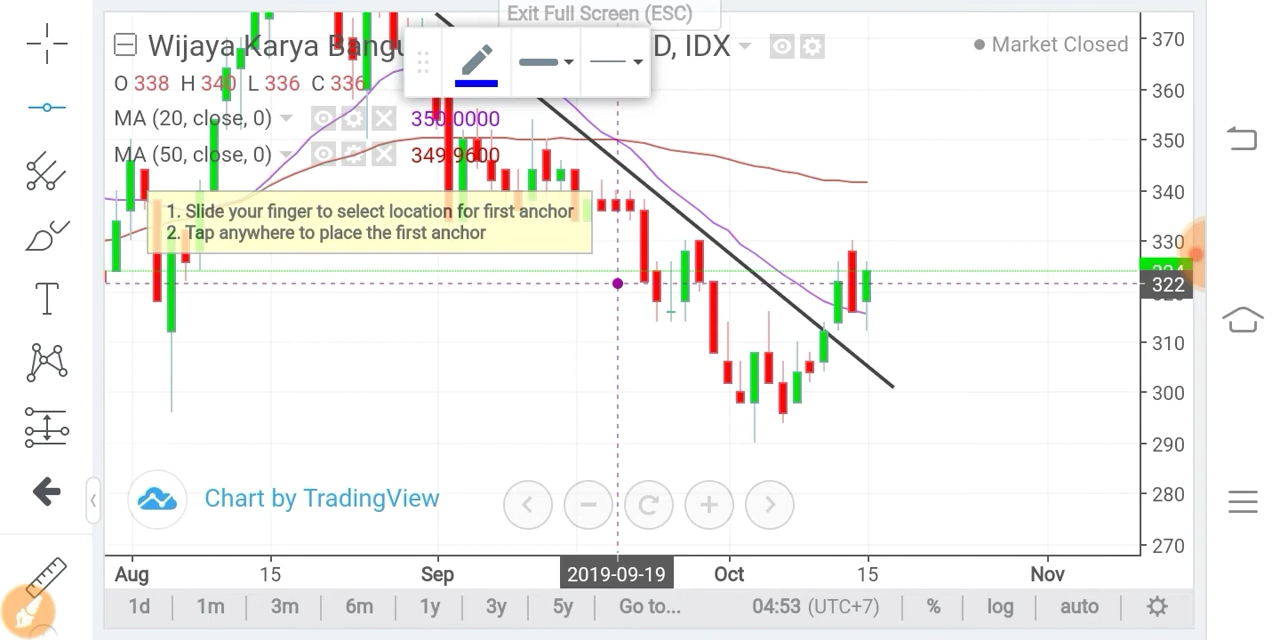 Exit Full Screen (ESC)
Wijaya Karya Bangu D, IDX
Market Closed
O 338 H 340 L 336 C 336
MA (20, close, 0) 350.0000
MA (50, close, 0) 349.9600
1. Slide your finger to select location for first anchor
2. Tap anywhere to place the first anchor
370
360
350
340
330
322
310
300
290
280
270
Chart by TradingView
Aug 15 Sep 2019-09-19 Oct 15 Nov
1d 1m 3m 6m 1y 3y 5y Go to... 04:53 (UTC+7) % log auto